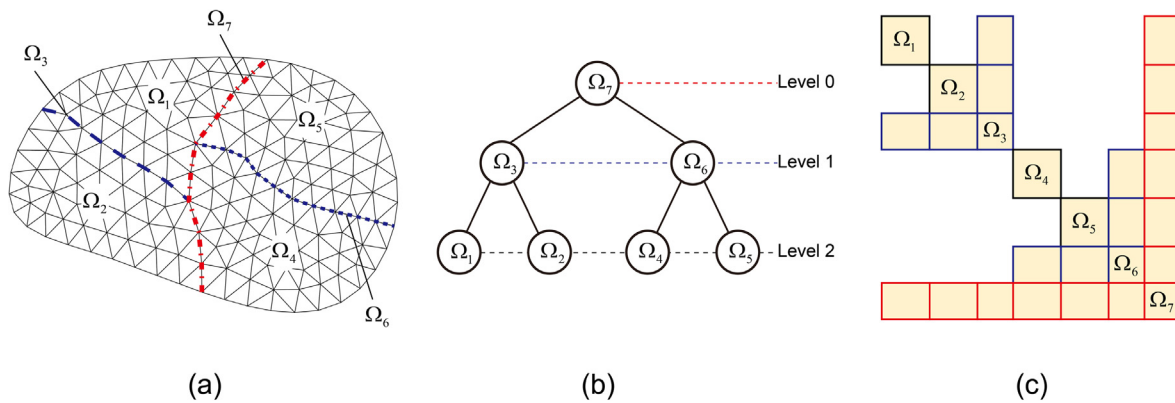 Ω₃
Ω₇
Ω₁
Ω₅
Ω₂
Ω₄
Ω₆
(a)
Ω₇
Level 0
Ω₃
Ω₆
Level 1
Ω₁
Ω₂
Ω₄
Ω₅
Level 2
(b)
Ω₁
Ω₂
Ω₃
Ω₄
Ω₅
Ω₆
Ω₇
(c)